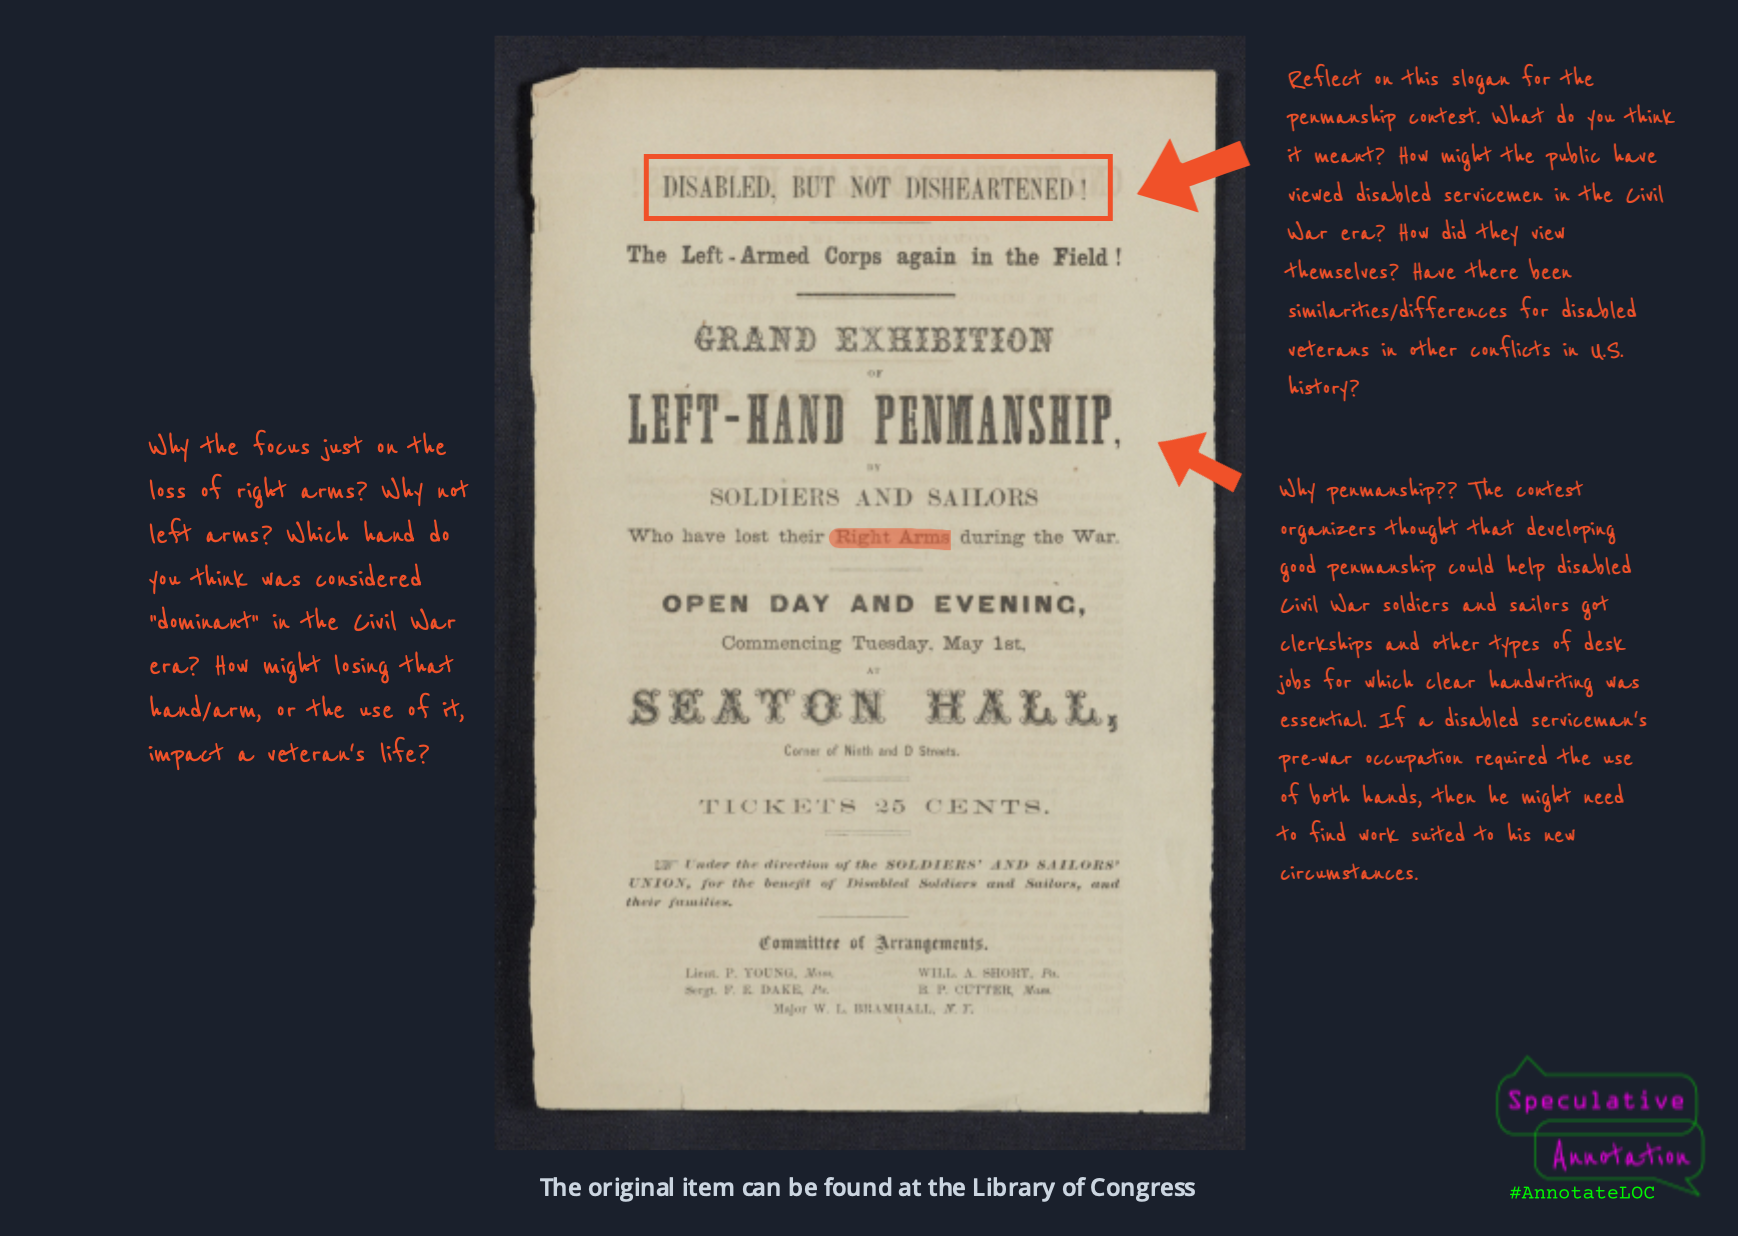 DISABLED, BUT NOT DISHEARTENED!
The Left-Armed Corps again in the Field!
GRAND EXHIBITION
OF
LEFT-HAND PENMANSHIP,
BY
SOLDIERS AND SAILORS
Who have lost their Right Arms during the War.
OPEN DAY AND EVENING,
Commencing Tuesday, May 1st,
AT
SEATON HALL,
Corner of Ninth and D Streets.
TICKETS 25 CENTS.
☞ Under the direction of the SOLDIERS' AND SAILORS'
UNION, for the benefit of Disabled Soldiers and Sailors, and
their families.
Committee of Arrangements.
Lieut. P. YOUNG, Mass. WILL. A. SHORT, Pa.
Sergt. F. E. DAKE, Pa. B. P. CUTTER, Mass.
Major W. L. BRAMHALL, N. Y.
Why the focus just on the
loss of right arms? Why not
left arms? Which hand do
you think was considered
"dominant" in the Civil War
era? How might losing that
hand/arm, or the use of it,
impact a veteran's life?
Reflect on this slogan for the
penmanship contest. What do you think
it meant? How might the public have
viewed disabled servicemen in the Civil
War era? How did they view
themselves? Have there been
similarities/differences for disabled
veterans in other conflicts in U.S.
history?
Why penmanship?? The contest
organizers thought that developing
good penmanship could help disabled
Civil War soldiers and sailors got
clerkships and other types of desk
jobs for which clear handwriting was
essential. If a disabled serviceman's
pre-war occupation required the use
of both hands, then he might need
to find work suited to his new
circumstances.
The original item can be found at the Library of Congress
Speculative
Annotation
#AnnotateLOC